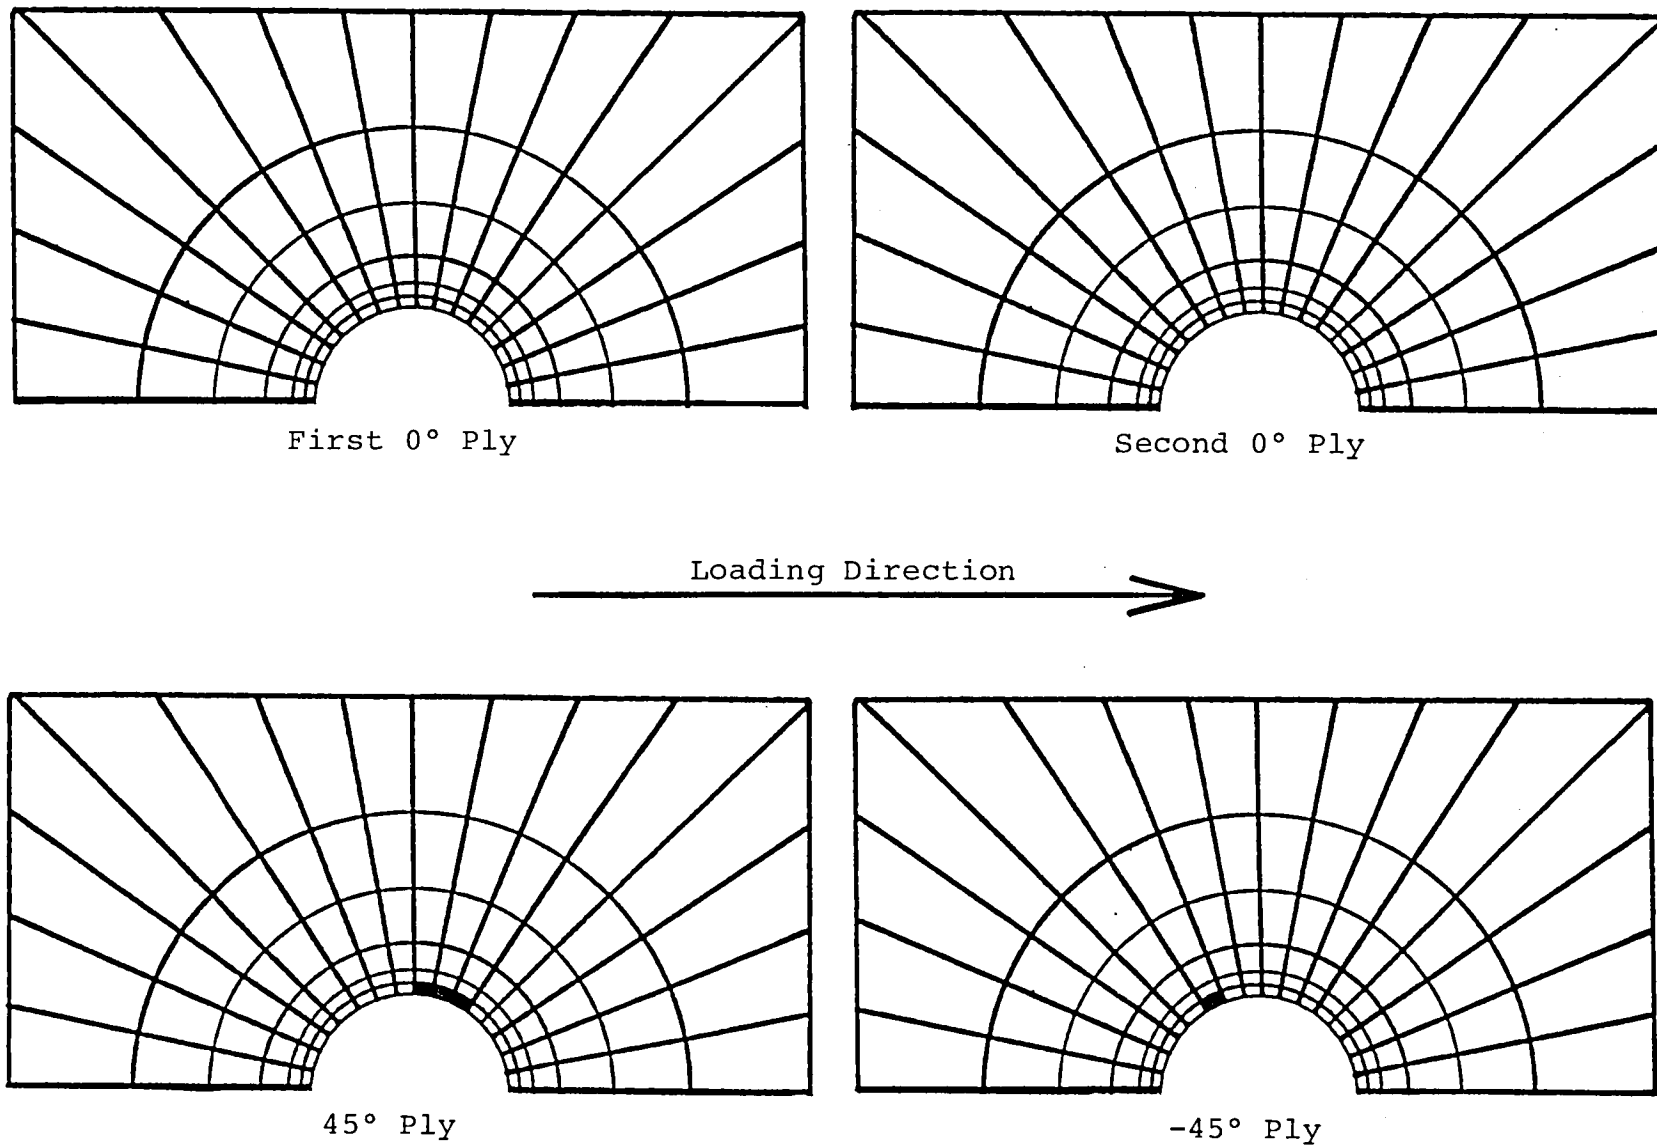 First 0° Ply
Second 0° Ply
Loading Direction
45° Ply
-45° Ply